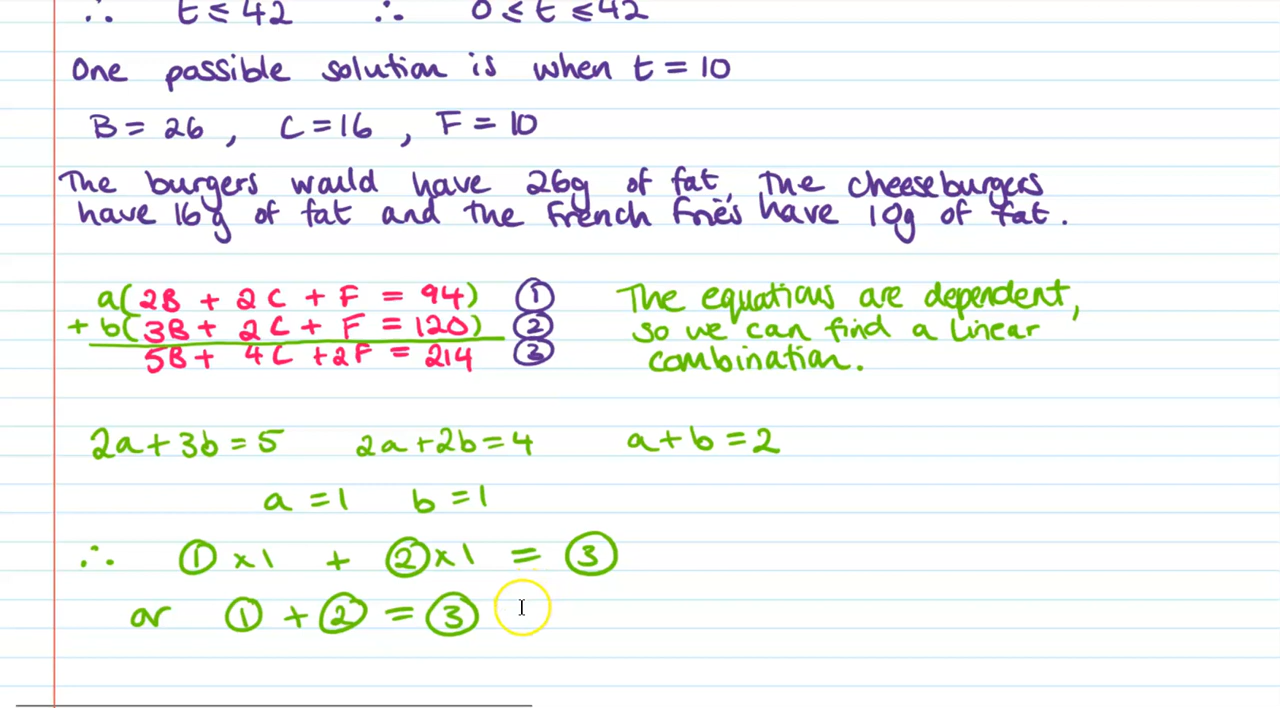 ∴ t ≤ 42 ∴ 0 ≤ t ≤ 42
One possible solution is when t = 10
B = 26 , C = 16 , F = 10
The burgers would have 26g of fat, the cheeseburgers
have 16g of fat and the French Fries have 10g of fat.
a(2B + 2C + F = 94) ① The equations are dependent,
+ b(3B + 2C + F = 120) ② so we can find a linear
5B + 4C + 2F = 214 ③ combination.
2a + 3b = 5 2a + 2b = 4 a + b = 2
a = 1 b = 1
∴ ① × 1 + ② × 1 = ③
or ① + ② = ③